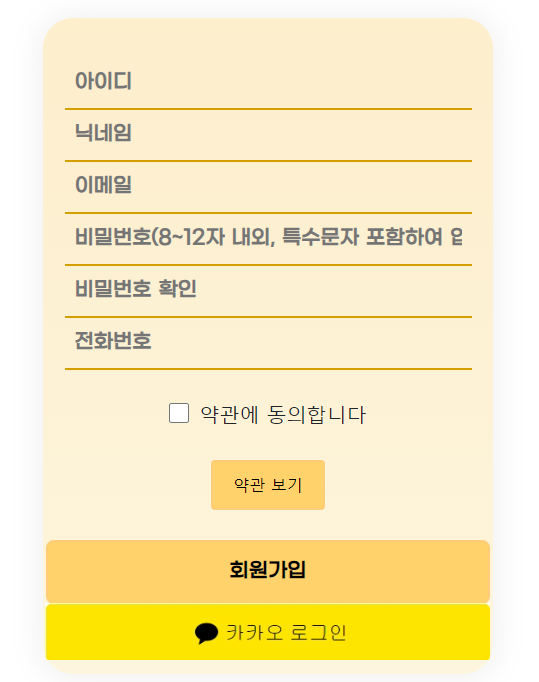 아이디
닉네임
이메일
비밀번호(8~12자 내외, 특수문자 포함하여
비밀번호 확인
전화번호
약관에 동의합니다
약관 보기
회원가입
카카오 로그인